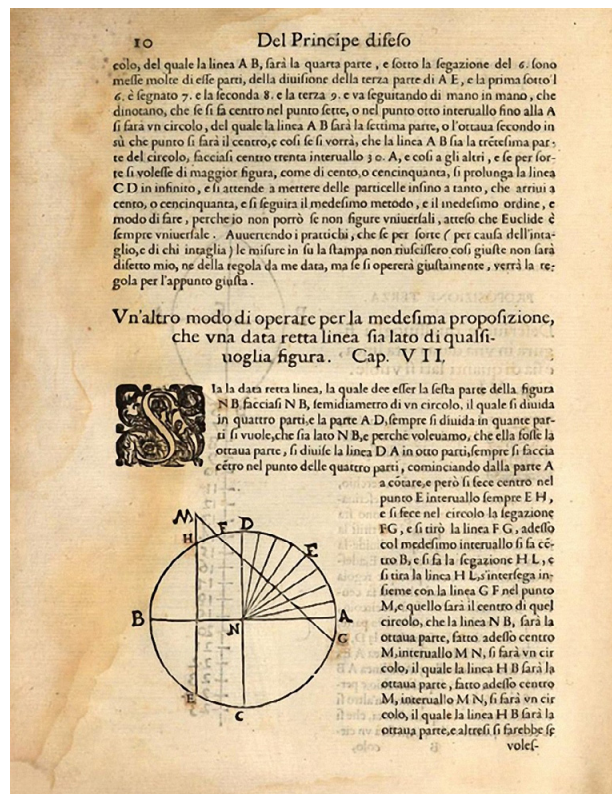 10 Del Principe difeso
colo, del quale la linea A B, sarà la quarta parte, e sotto la segazione del 6. sono
messe molte di esse parti, della diuisione della terza parte di A E, e la prima sotto'l
6. è segnato 7. e la seconda 8. e la terza 9. e va seguitando di mano in mano, che
dinotano, che se si fa centro nel punto sette, o nel punto otto interuallo fino alla A
si farà vn circolo, del quale la linea A B sarà la settima parte, o l'ottaua secondo in
sù che punto si farà il centro, e cosi se si vorrà, che la linea A B sia la trẽtesima par-
te del circolo, facciasi centro trenta interuallo 30. A, e cosi a gli altri, e se per sor-
te si volesse di maggior figura, come di cento, o cencinquanta, si prolunga la linea
C D in infinito, e si attende a mettere delle particelle insino a tanto, che arriui a
cento, o cencinquanta, e si seguita il medesimo metodo, e il medesimo ordine, e
modo di fare, perche io non porrò se non figure vniuersali, atteso che Euclide è
sempre vniuersale. Auuertendo i prattichi, che se per sorte (per causa dell'inta-
glio, e di chi intaglia) le misure in su la stampa non riuscissero cosi giuste non sarà
difetto mio, ne della regola da me data, ma se si opererà giustamente, verrà la re-
gola per l'appunto giusta.
Vn'altro modo di operare per la medesima proposizione,
che vna data retta linea sia lato di qualsi-
uoglia figura. Cap. VII,
SIa la data retta linea, la quale dee esser la sesta parte della figura
N B, facciasi N B, semidiametro di vn circolo, il quale si diuida
in quattro parti, e la parte A D, sempre si diuida in quante par-
ti si vuole, che sia lato N B, e perche voleuamo, che ella fosse la
ottaua parte, si diuise la linea D A in otto parti, sempre si faccia
cẽtro nel punto delle quattro parti, cominciando dalla parte A
a cõtare, e però si fece centro nel
punto E interuallo sempre E H,
e si fece nel circolo la segazione
FG, e si tirò la linea F G, adesso
col medesimo interuallo si fa cẽ-
tro B, e si fa la segazione H L, e
si tira la linea H L, s'intersega in-
sieme con la linea G F nel punto
M, e quello sarà il centro di quel
circolo, che la linea N B, sarà la
ottaua parte, fatto adesso centro
M, interuallo M N, si farà vn cir
colo, il quale la linea H B sarà la
ottaua parte, fatto adesso centro
M, interuallo M N, si farà vn cir
colo, il quale la linea H B sarà la
ottaua parte, e altresi si farebbe se
voles-
M
H
F
D
E
B
N
A
G
E
C